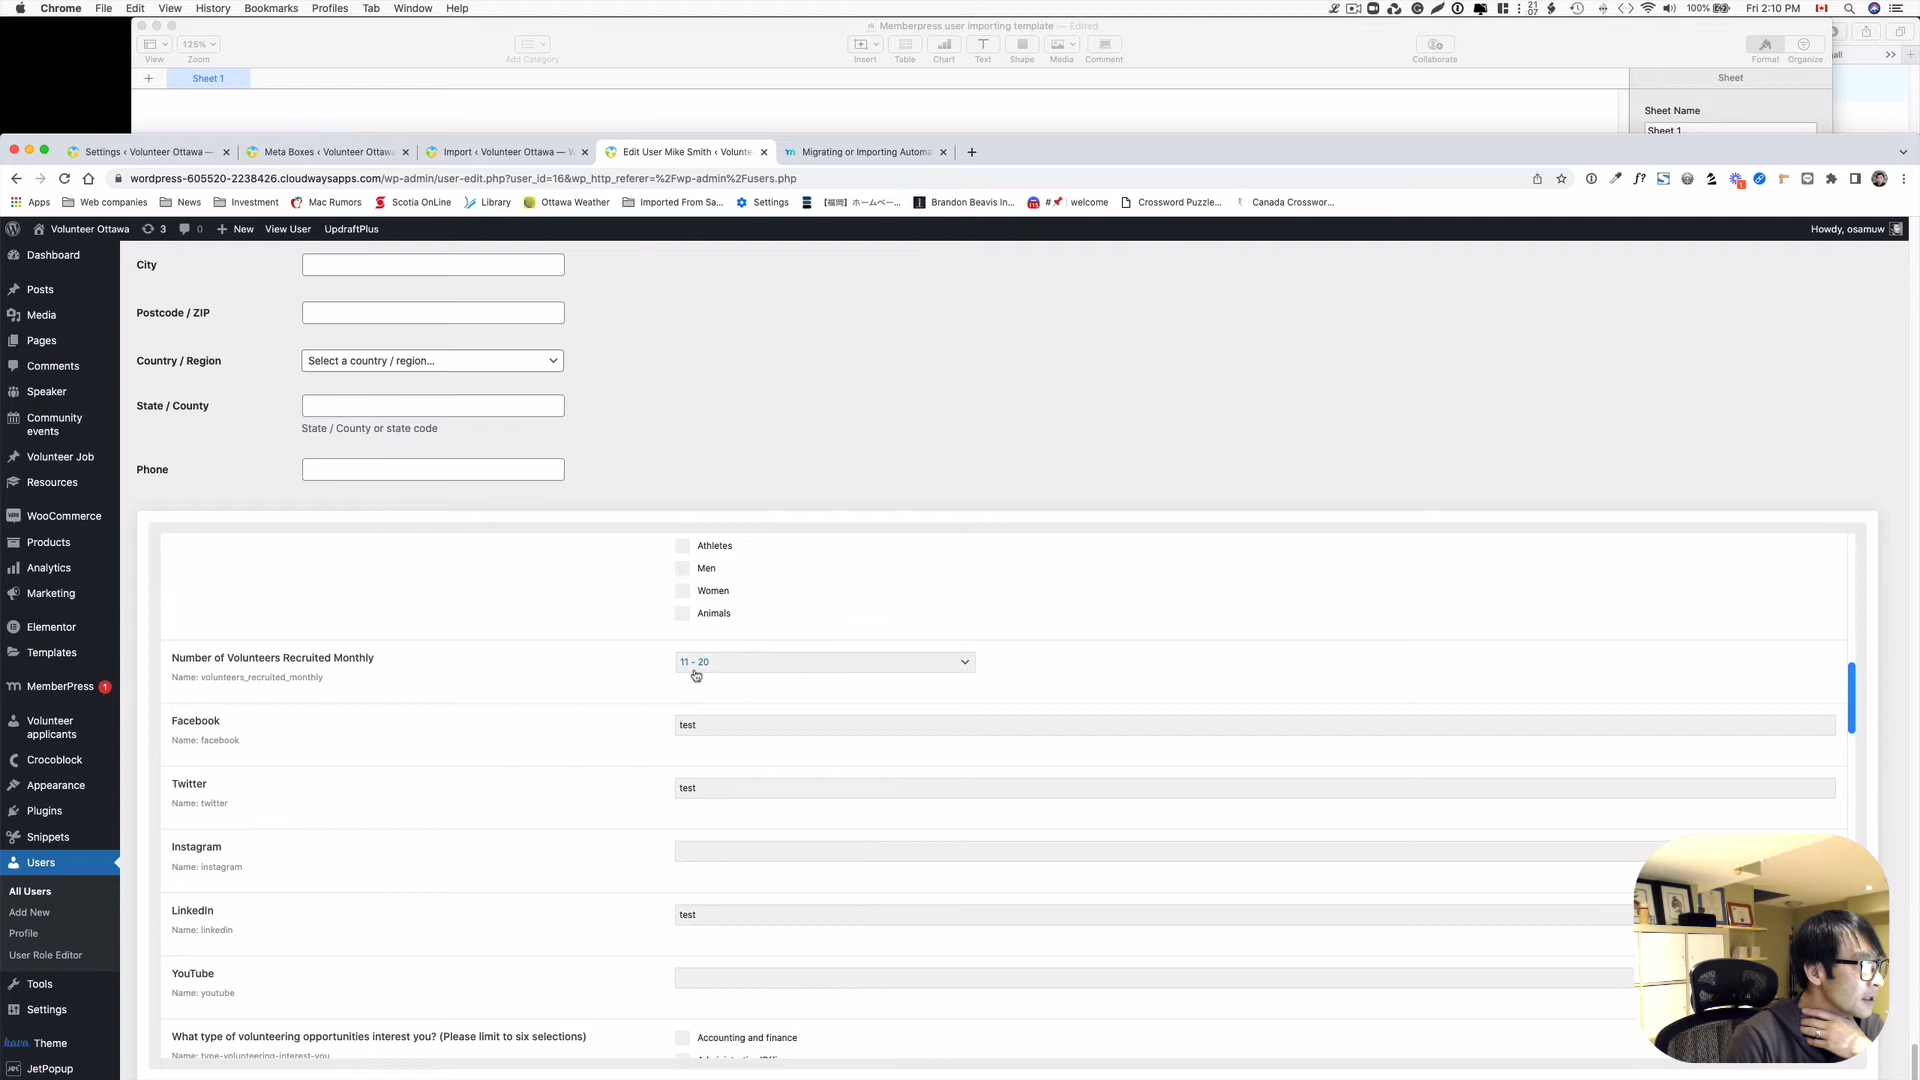 Chrome File Edit View History Bookmarks Profiles Tab Window Help
21 07 100% Fri 2:10 PM
Memberpress user importing template — Edited
125%
View Zoom Add Category Insert Table Chart Text Shape Media Comment Collaborate Format Organize
Sheet 1
Sheet
Sheet Name
Sheet 1
Settings ‹ Volunteer Ottawa —
Meta Boxes ‹ Volunteer Ottawa
Import ‹ Volunteer Ottawa — W
Edit User Mike Smith ‹ Volunte
Migrating or Importing Automa
wordpress-605520-2238426.cloudwaysapps.com/wp-admin/user-edit.php?user_id=16&wp_http_referer=%2Fwp-admin%2Fusers.php
Apps Web companies News Investment Mac Rumors Scotia OnLine Library Ottawa Weather Imported From Sa... Settings 【福岡】ホームペー... Brandon Beavis In... welcome Crossword Puzzle... Canada Crosswor...
Volunteer Ottawa 3 0 New View User UpdraftPlus
Howdy, osamuw
Dashboard
Posts
Media
Pages
Comments
Speaker
Community events
Volunteer Job
Resources
WooCommerce
Products
Analytics
Marketing
Elementor
Templates
MemberPress 1
Volunteer applicants
Crocoblock
Appearance
Plugins
Snippets
Users
All Users
Add New
Profile
User Role Editor
Tools
Settings
kava Theme
JetPopup
City
Postcode / ZIP
Country / Region
Select a country / region...
State / County
State / County or state code
Phone
Athletes
Men
Women
Animals
Number of Volunteers Recruited Monthly
Name: volunteers_recruited_monthly
11 - 20
Facebook
Name: facebook
test
Twitter
Name: twitter
test
Instagram
Name: instagram
LinkedIn
Name: linkedin
test
YouTube
Name: youtube
What type of volunteering opportunities interest you? (Please limit to six selections)
Name: type-volunteering-interest-you
Accounting and finance